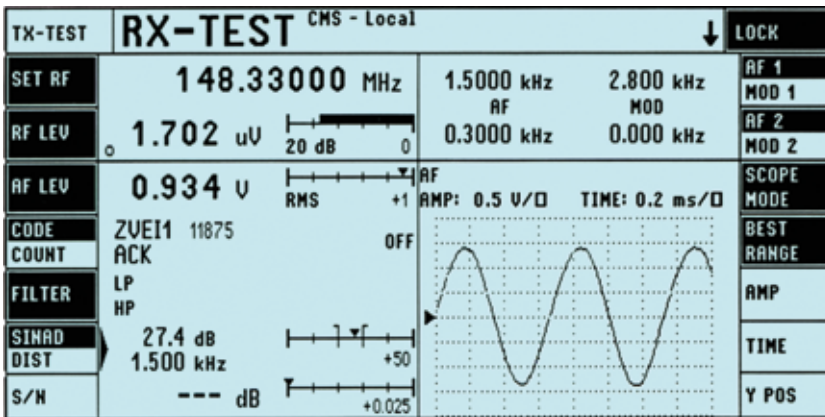 TX-TEST RX-TEST CMS - Local LOCK
SET RF 148.33000 MHz
1.5000 kHz 2.800 kHz
AF MOD
0.3000 kHz 0.000 kHz
AF 1
MOD 1
AF 2
MOD 2
RF LEV 1.702 uV
20 dB 0
AF LEV 0.934 V
RMS +1
AF
AMP: 0.5 V/□ TIME: 0.2 ms/□
SCOPE
MODE
CODE
COUNT
ZVEI1 11875
ACK
OFF
BEST
RANGE
FILTER
LP
HP
AMP
SINAD
DIST
27.4 dB
1.500 kHz
+50
TIME
S/N --- dB
+0.025
Y POS